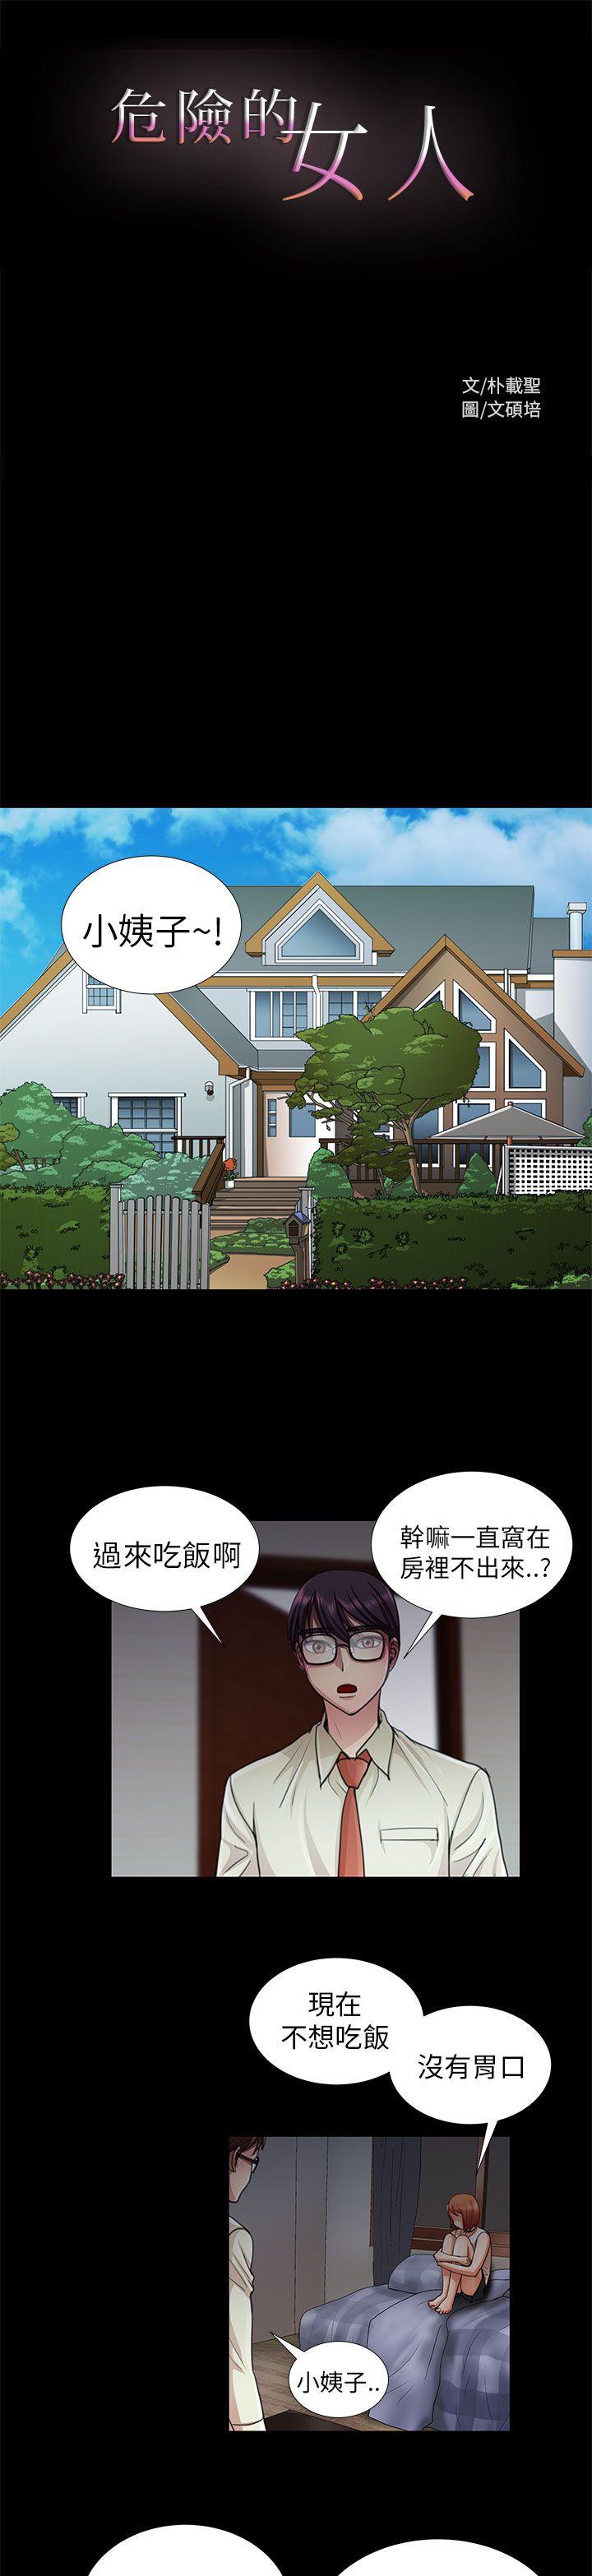 危險的女人
文/朴載聖
圖/文碩培
小姨子~!
過來吃飯啊
幹嘛一直窩在
房裡不出來..?
現在
不想吃飯
沒有胃口
小姨子..